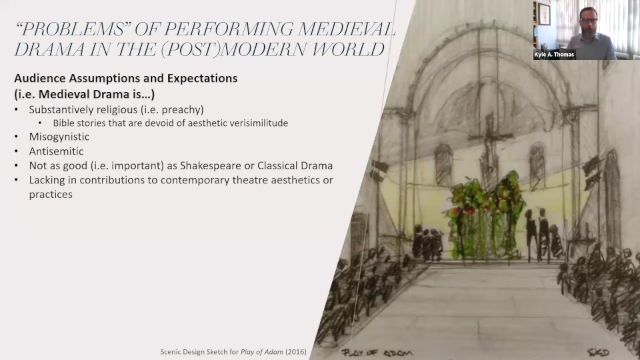 "PROBLEMS" OF PERFORMING MEDIEVAL
DRAMA IN THE (POST)MODERN WORLD
Kyle A. Thomas
Audience Assumptions and Expectations
(i.e. Medieval Drama is...)
• Substantively religious (i.e. preachy)
• Bible stories that are devoid of aesthetic verisimilitude
• Misogynistic
• Antisemitic
• Not as good (i.e. important) as Shakespeare or Classical Drama
• Lacking in contributions to contemporary theatre aesthetics or
practices
Scenic Design Sketch for Play of Adam (2016)
PLAY OF ADAM